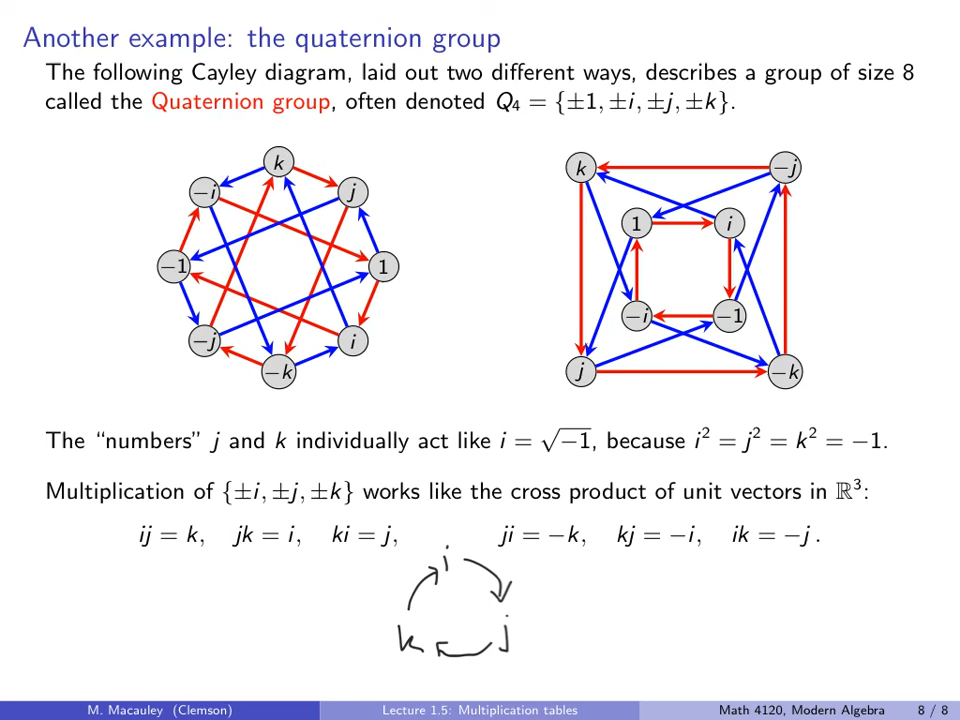 Another example: the quaternion group
The following Cayley diagram, laid out two different ways, describes a group of size 8
called the Quaternion group, often denoted Q₄ = {±1, ±i, ±j, ±k}.
k
−i
j
−1
1
−j
i
−k
k
−j
1
i
−i
−1
j
−k
The “numbers” j and k individually act like i = √−1, because i² = j² = k² = −1.
Multiplication of {±i, ±j, ±k} works like the cross product of unit vectors in ℝ³:
ij = k, jk = i, ki = j, ji = −k, kj = −i, ik = −j .
i
k j
M. Macauley (Clemson) Lecture 1.5: Multiplication tables Math 4120, Modern Algebra 8 / 8